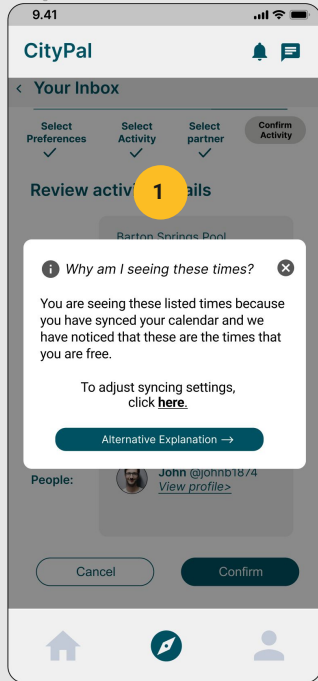 9.41
CityPal
< Your Inbox
Select Preferences
Select Activity
Select partner
Confirm Activity
Review activi 1 ails
Barton Springs Pool
i Why am I seeing these times?
You are seeing these listed times because
you have synced your calendar and we
have noticed that these are the times that
you are free.
To adjust syncing settings,
click here.
Alternative Explanation →
People:
John @johnb1874
View profile>
Cancel
Confirm